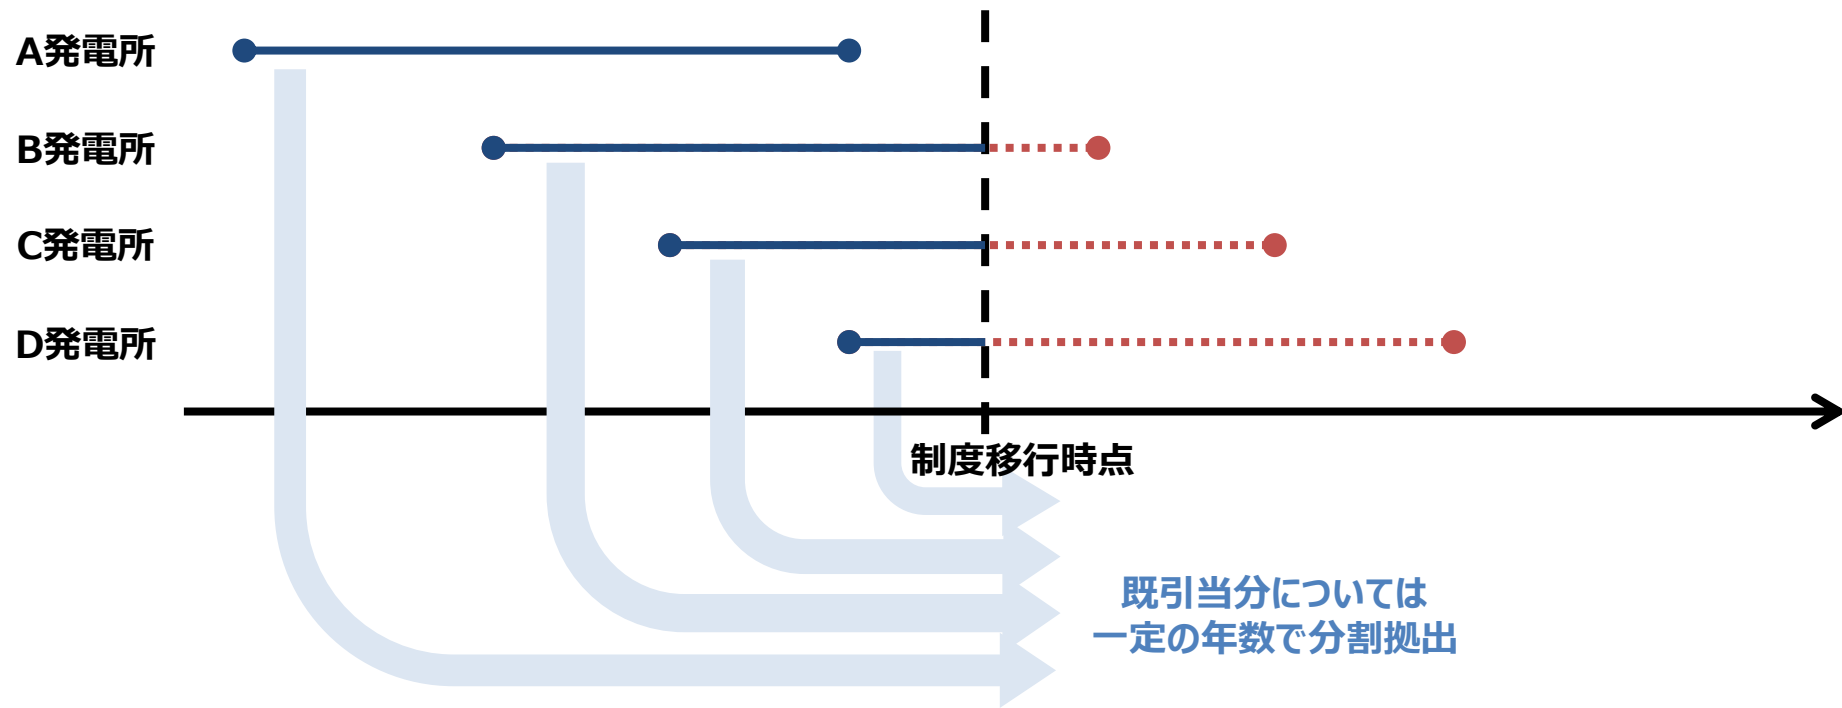 A発電所
B発電所
C発電所
D発電所
制度移行時点
既引当分については
一定の年数で分割拠出